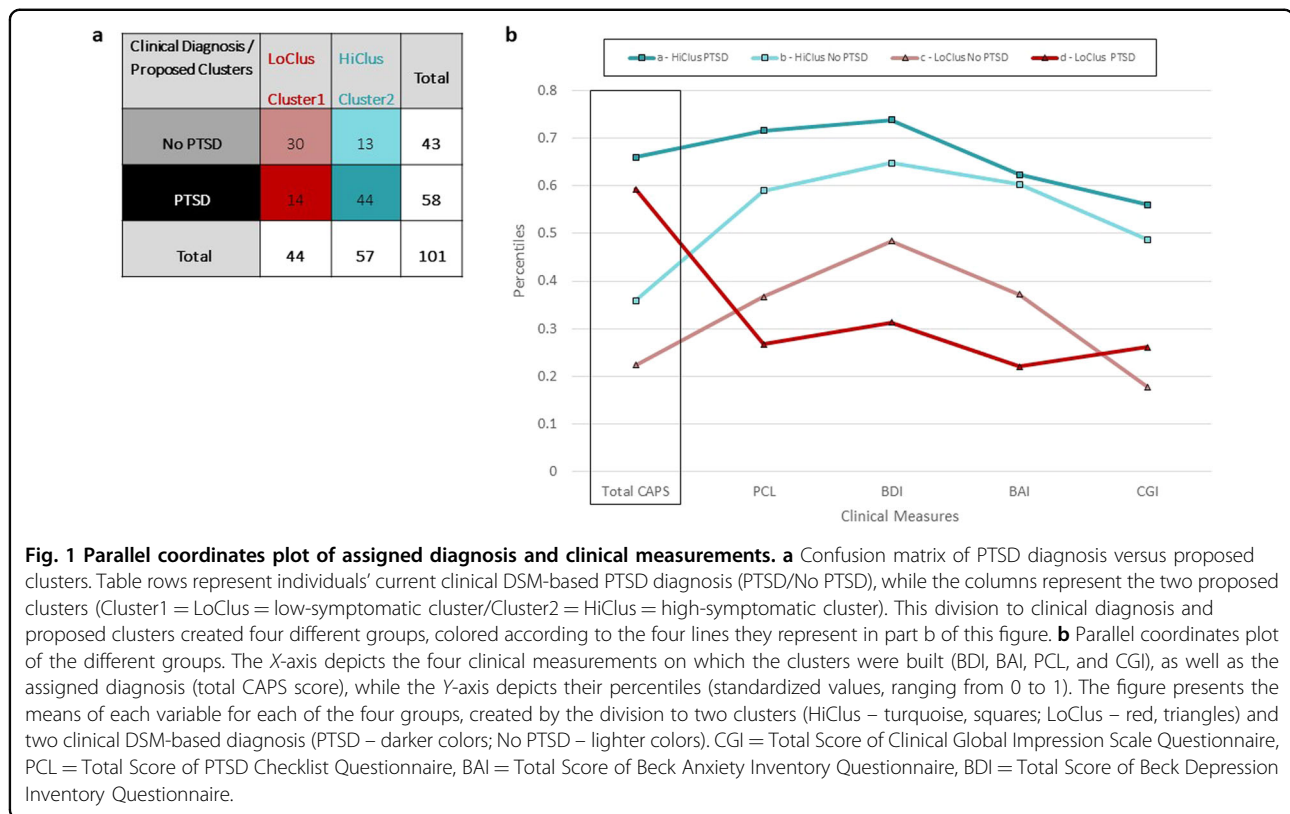 a
Clinical Diagnosis /
Proposed Clusters
LoClus
Cluster1
HiClus
Cluster2
Total
No PTSD
30
13
43
PTSD
14
44
58
Total
44
57
101
b
a - HiClus PTSD
b - HiClus No PTSD
c - LoClus No PTSD
d - LoClus PTSD
0.8
0.7
0.6
0.5
0.4
0.3
0.2
0.1
0
Percentiles
Total CAPS
PCL
BDI
BAI
CGI
Clinical Measures
Fig. 1 Parallel coordinates plot of assigned diagnosis and clinical measurements. a Confusion matrix of PTSD diagnosis versus proposed
clusters. Table rows represent individuals' current clinical DSM-based PTSD diagnosis (PTSD/No PTSD), while the columns represent the two proposed
clusters (Cluster1 = LoClus = low-symptomatic cluster/Cluster2 = HiClus = high-symptomatic cluster). This division to clinical diagnosis and
proposed clusters created four different groups, colored according to the four lines they represent in part b of this figure. b Parallel coordinates plot
of the different groups. The X-axis depicts the four clinical measurements on which the clusters were built (BDI, BAI, PCL, and CGI), as well as the
assigned diagnosis (total CAPS score), while the Y-axis depicts their percentiles (standardized values, ranging from 0 to 1). The figure presents the
means of each variable for each of the four groups, created by the division to two clusters (HiClus – turquoise, squares; LoClus – red, triangles) and
two clinical DSM-based diagnosis (PTSD – darker colors; No PTSD – lighter colors). CGI = Total Score of Clinical Global Impression Scale Questionnaire,
PCL = Total Score of PTSD Checklist Questionnaire, BAI = Total Score of Beck Anxiety Inventory Questionnaire, BDI = Total Score of Beck Depression
Inventory Questionnaire.